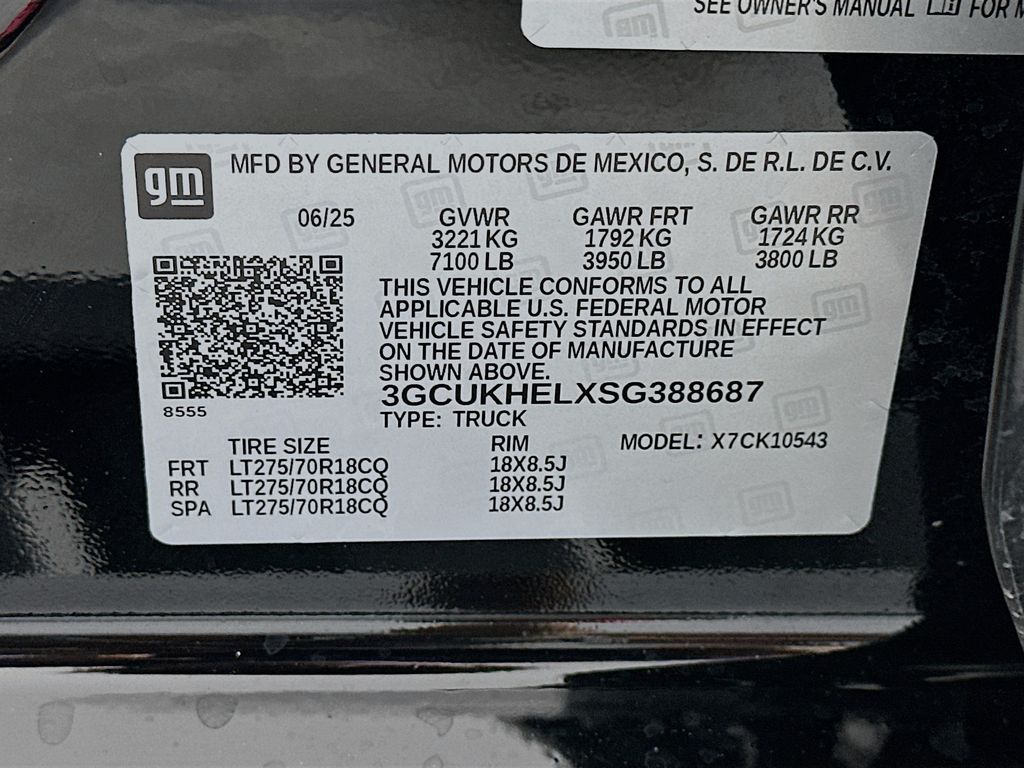 SEE OWNER'S MANUAL FOR
gm
MFD BY GENERAL MOTORS DE MEXICO, S. DE R.L. DE C.V.
06/25 GVWR GAWR FRT GAWR RR
3221 KG 1792 KG 1724 KG
7100 LB 3950 LB 3800 LB
THIS VEHICLE CONFORMS TO ALL
APPLICABLE U.S. FEDERAL MOTOR
VEHICLE SAFETY STANDARDS IN EFFECT
ON THE DATE OF MANUFACTURE
SHOWN ABOVE.
3GCUKHELXSG388687
8555
TYPE: TRUCK
TIRE SIZE RIM MODEL: X7CK10543
FRT LT275/70R18CQ 18X8.5J
RR LT275/70R18CQ 18X8.5J
SPA LT275/70R18CQ 18X8.5J